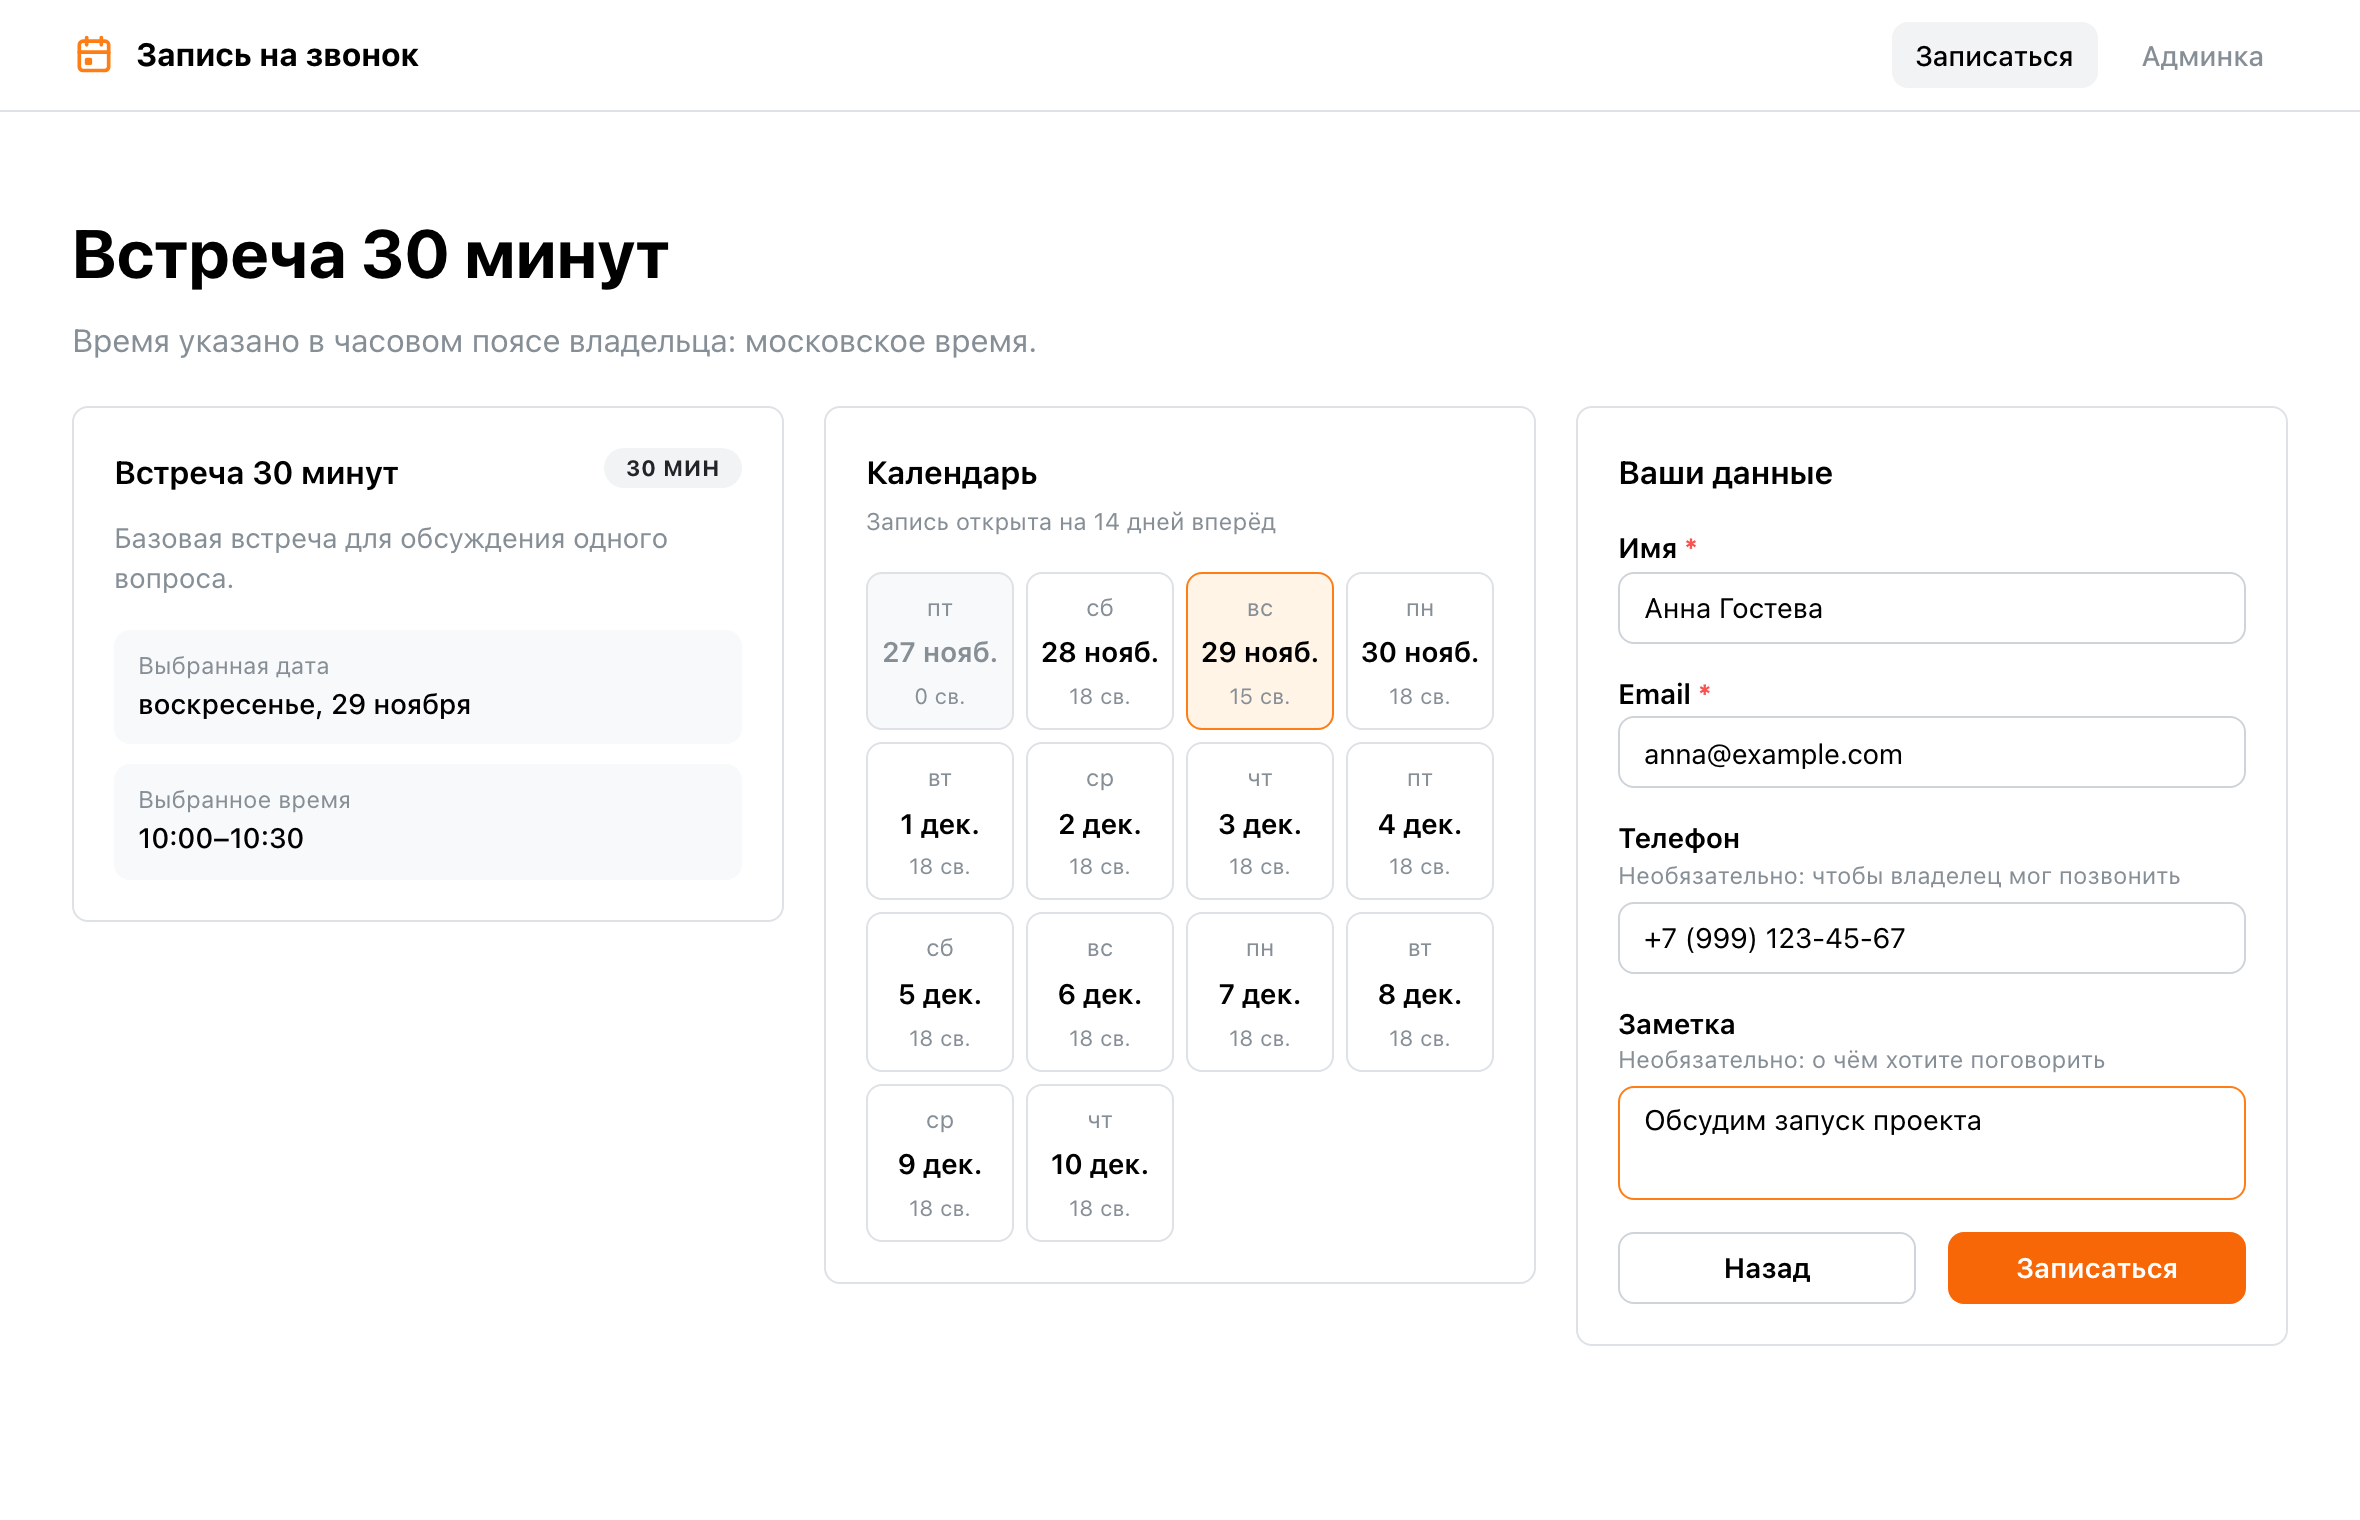 Запись на звонок
Записаться
Админка
Встреча 30 минут
Время указано в часовом поясе владельца: московское время.
Встреча 30 минут
30 МИН
Базовая встреча для обсуждения одного
вопроса.
Выбранная дата
воскресенье, 29 ноября
Выбранное время
10:00–10:30
Календарь
Запись открыта на 14 дней вперёд
пт
27 нояб.
0 св.
сб
28 нояб.
18 св.
вс
29 нояб.
15 св.
пн
30 нояб.
18 св.
вт
1 дек.
18 св.
ср
2 дек.
18 св.
чт
3 дек.
18 св.
пт
4 дек.
18 св.
сб
5 дек.
18 св.
вс
6 дек.
18 св.
пн
7 дек.
18 св.
вт
8 дек.
18 св.
ср
9 дек.
18 св.
чт
10 дек.
18 св.
Ваши данные
Имя *
Анна Гостева
Email *
anna@example.com
Телефон
Необязательно: чтобы владелец мог позвонить
+7 (999) 123-45-67
Заметка
Необязательно: о чём хотите поговорить
Обсудим запуск проекта
Назад
Записаться